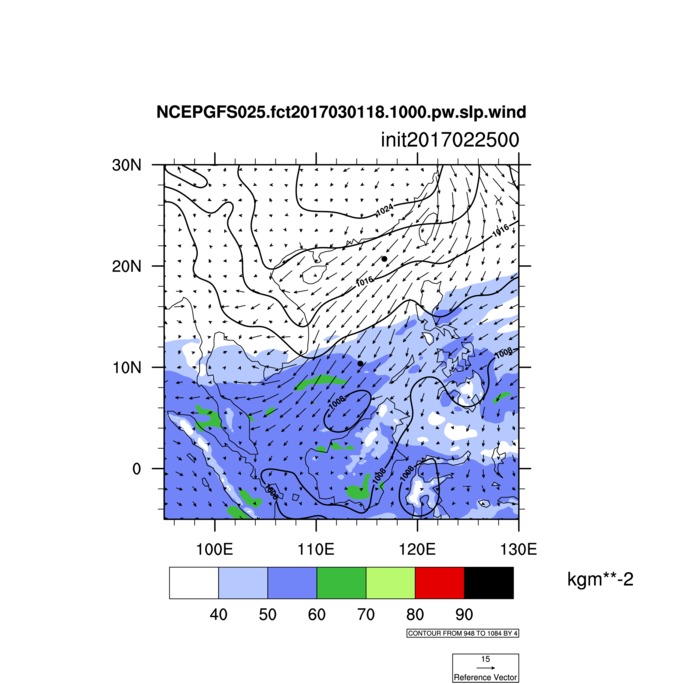 NCEPGFS025.fct2017030118.1000.pw.slp.wind
init2017022500
30N
1024
1016
20N
1016
10N
1008
1008
0
1008
1008
100E 110E 120E 130E
kgm**-2
40 50 60 70 80 90
CONTOUR FROM 948 TO 1084 BY 4
15
Reference Vector